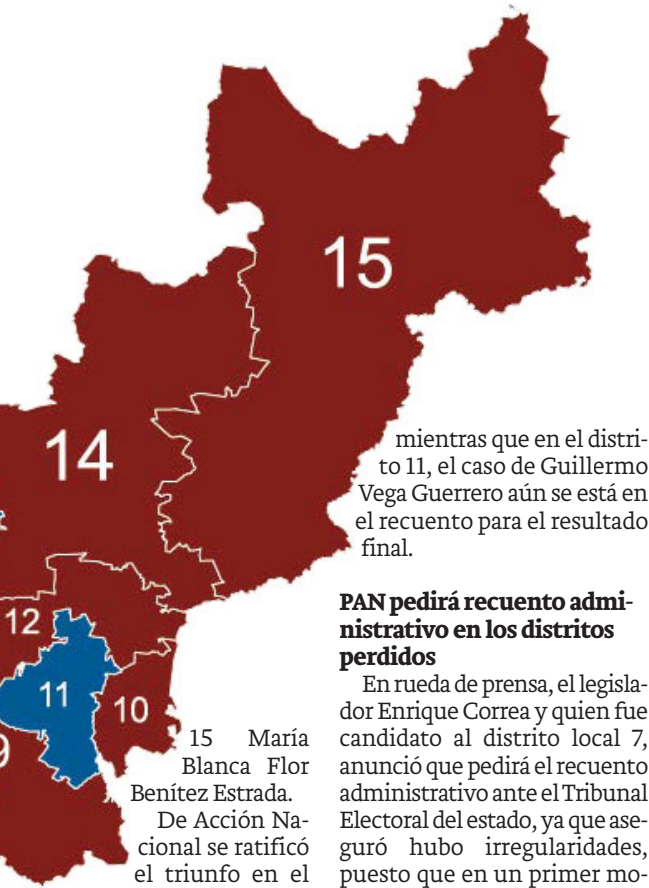 15
14
12
11
10
9
15 María
Blanca Flor
Benítez Estrada.
De Acción Na-
cional se ratificó
el triunfo en el
mientras que en el distri-
to 11, el caso de Guillermo
Vega Guerrero aún se está en
el recuento para el resultado
final.
PAN pedirá recuento admi-
nistrativo en los distritos
perdidos
En rueda de prensa, el legisla-
dor Enrique Correa y quien fue
candidato al distrito local 7,
anunció que pedirá el recuento
administrativo ante el Tribunal
Electoral del estado, ya que ase-
guró hubo irregularidades,
puesto que en un primer mo-